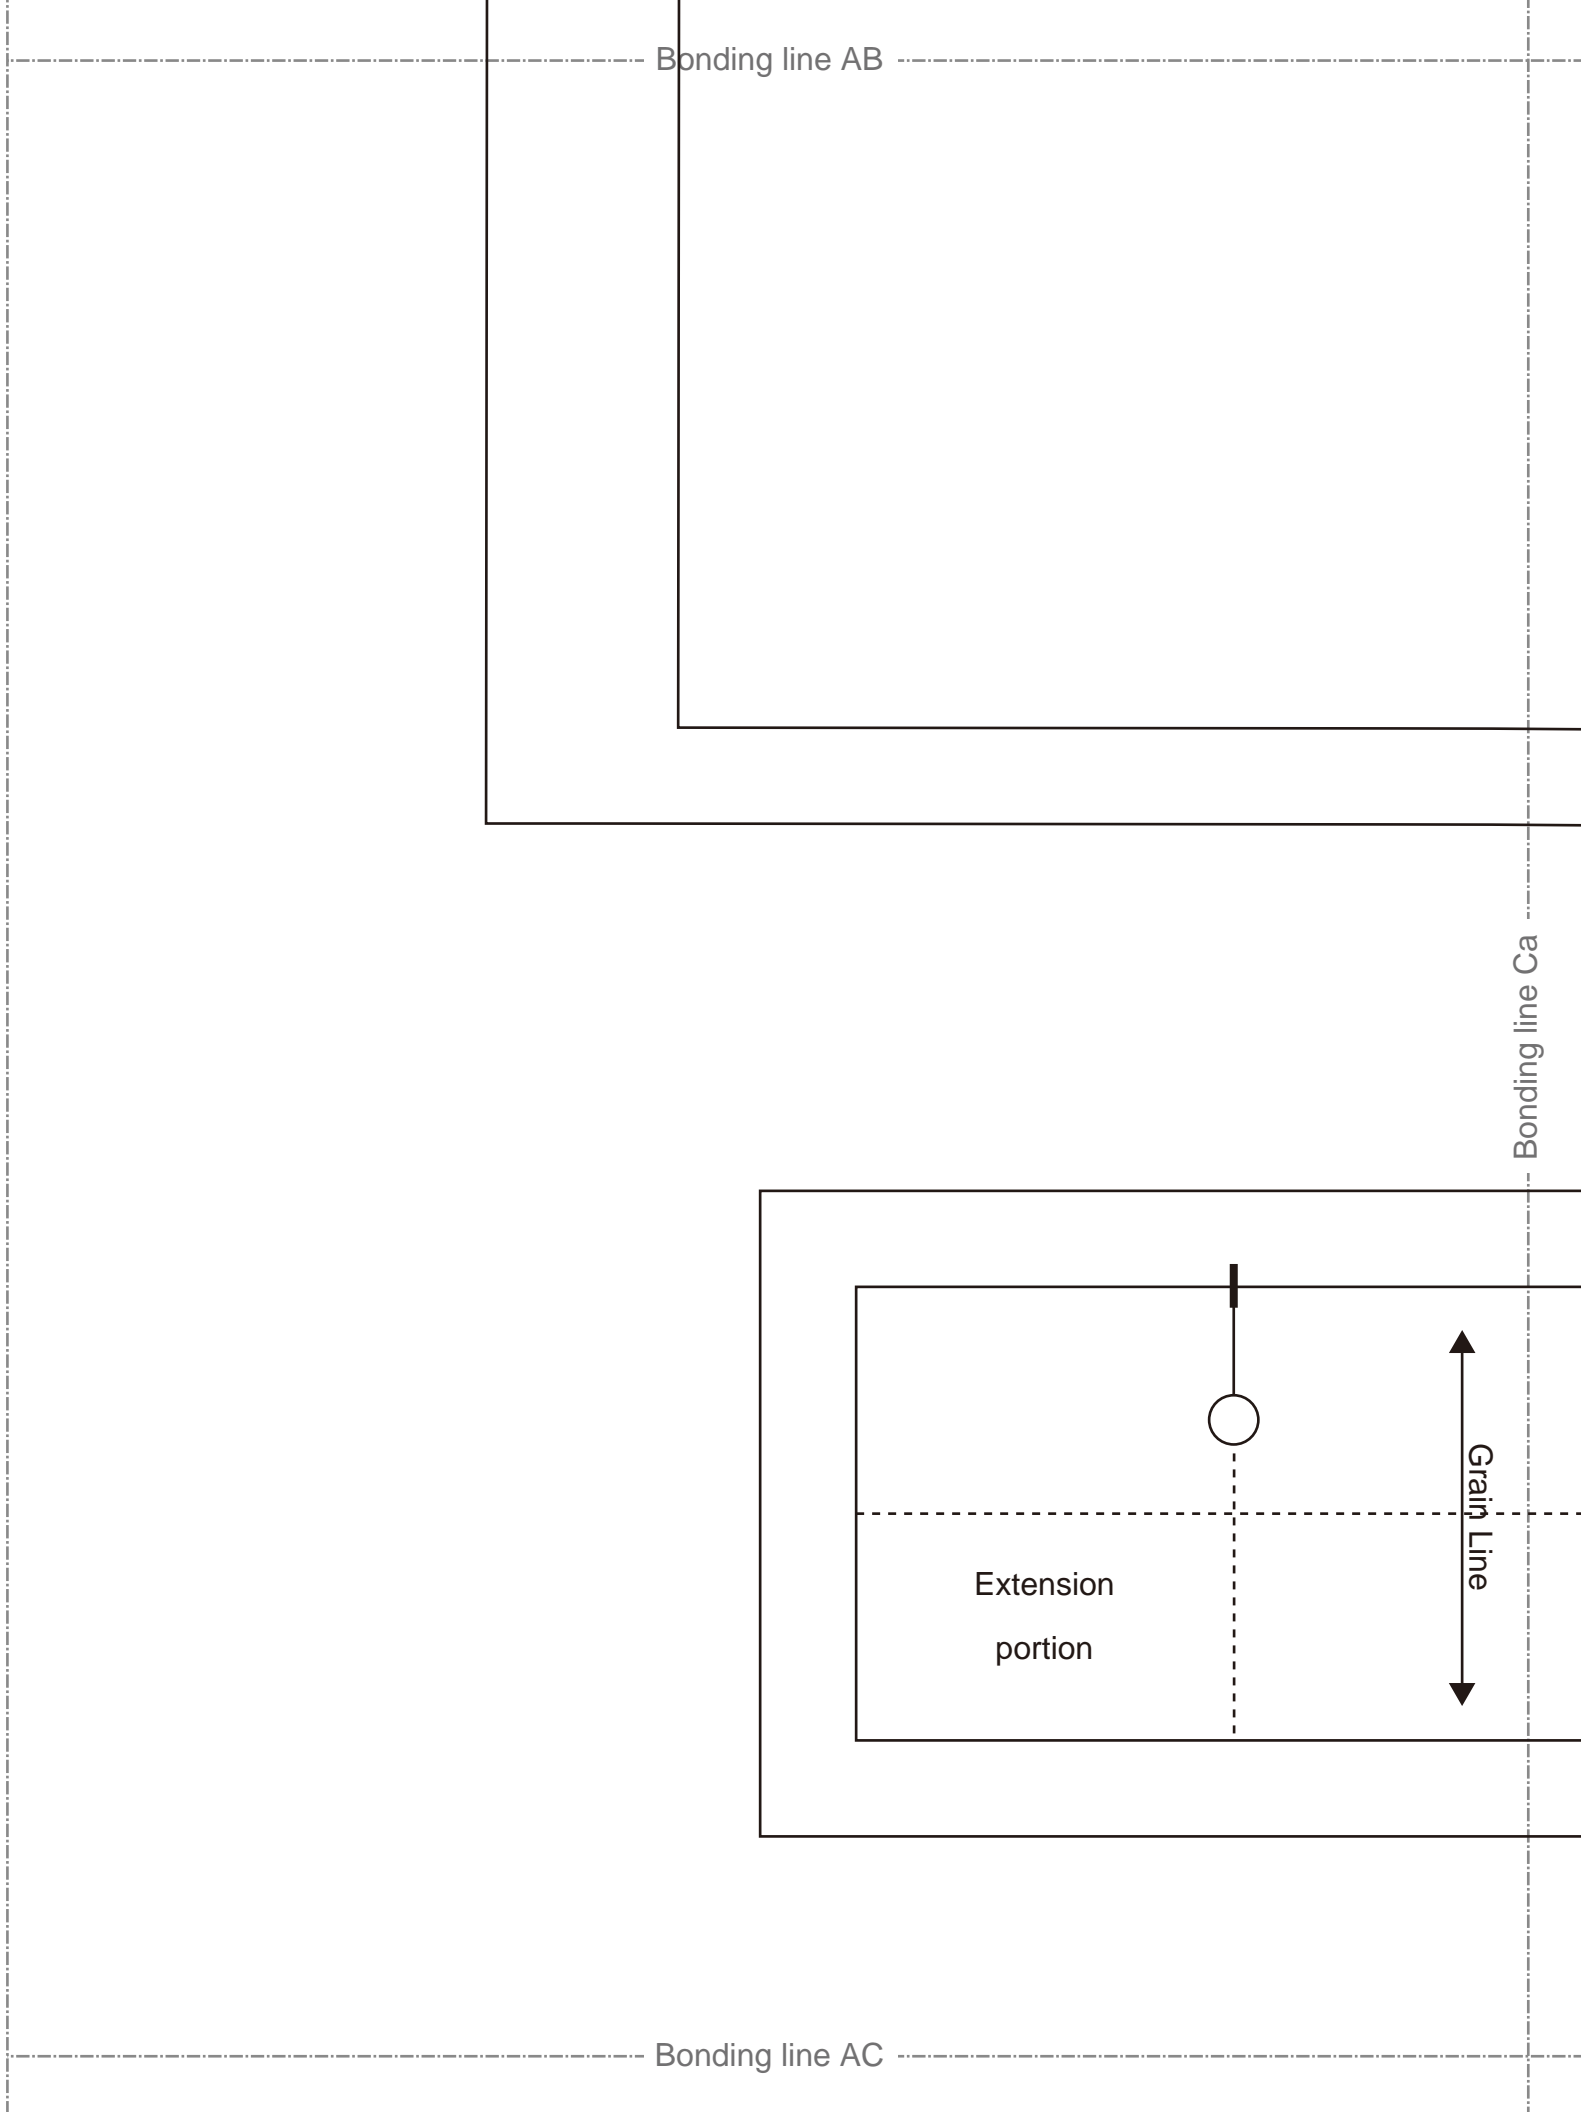 Bonding line AB
Bonding line Ca
Grain Line
Extension
portion
Bonding line AC